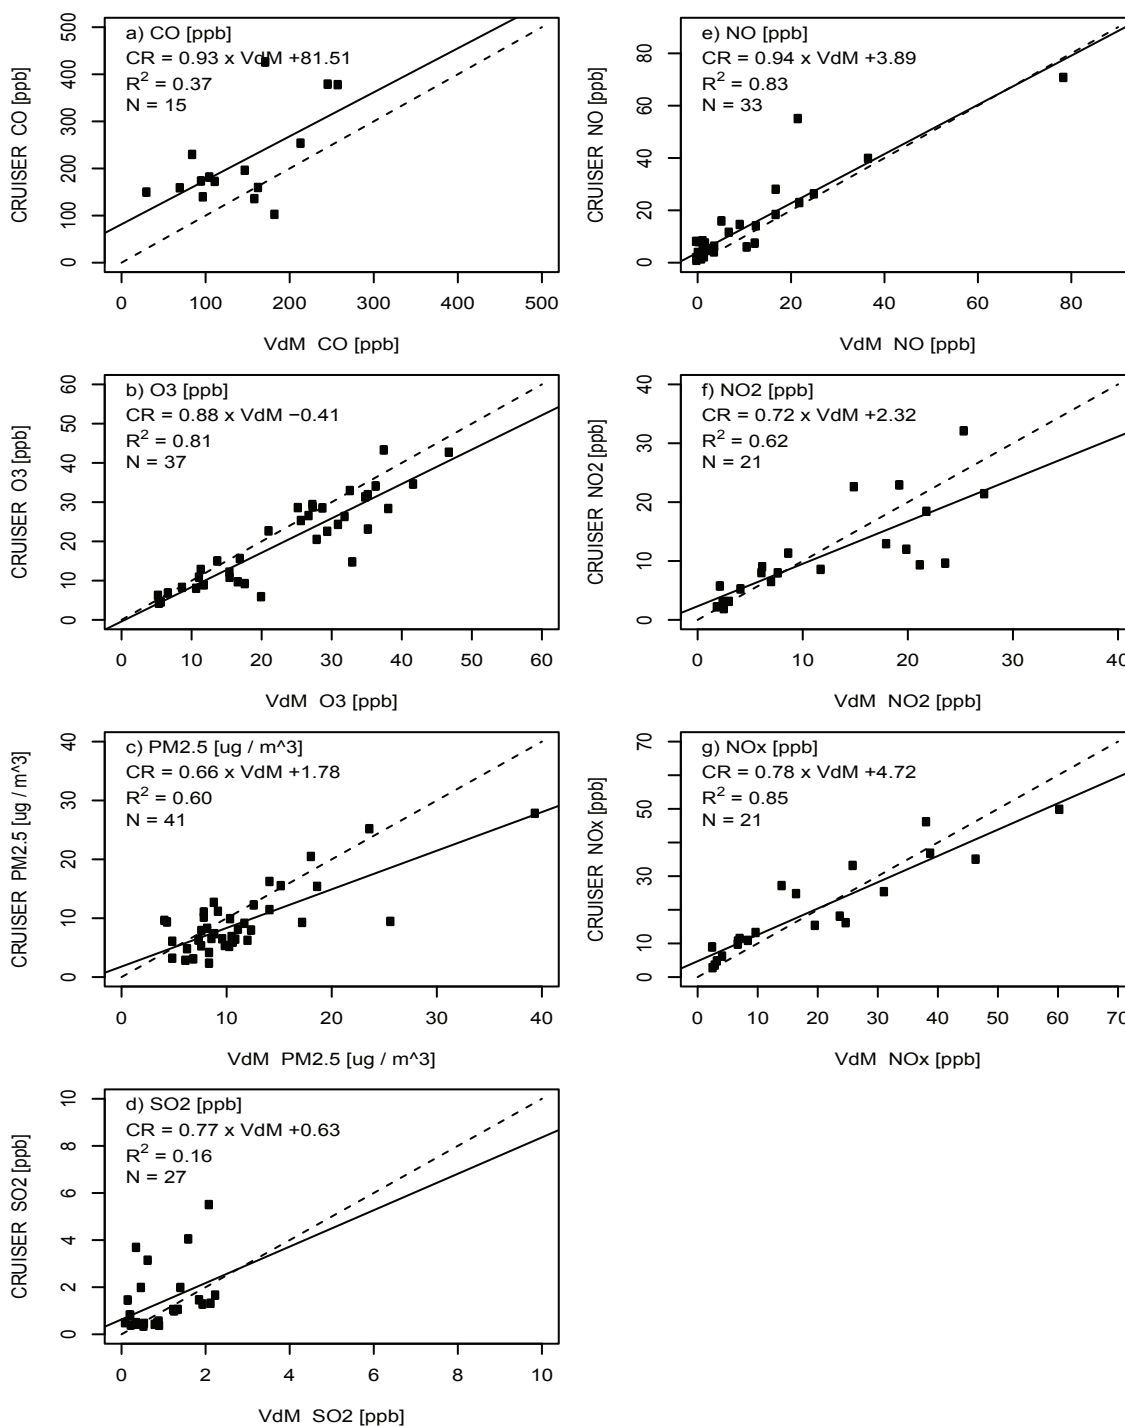 a) CO [ppb]
CR = 0.93 x VdM +81.51
R2 = 0.37
N = 15
CRUISER CO [ppb]
0 100 200 300 400 500
0 100 200 300 400 500
VdM CO [ppb]
b) O3 [ppb]
CR = 0.88 x VdM −0.41
R2 = 0.81
N = 37
CRUISER O3 [ppb]
0 10 20 30 40 50 60
0 10 20 30 40 50 60
VdM O3 [ppb]
c) PM2.5 [ug / m^3]
CR = 0.66 x VdM +1.78
R2 = 0.60
N = 41
CRUISER PM2.5 [ug / m^3]
0 10 20 30 40
0 10 20 30 40
VdM PM2.5 [ug / m^3]
d) SO2 [ppb]
CR = 0.77 x VdM +0.63
R2 = 0.16
N = 27
CRUISER SO2 [ppb]
0 2 4 6 8 10
0 2 4 6 8 10
VdM SO2 [ppb]
e) NO [ppb]
CR = 0.94 x VdM +3.89
R2 = 0.83
N = 33
CRUISER NO [ppb]
0 20 40 60 80
0 20 40 60 80
VdM NO [ppb]
f) NO2 [ppb]
CR = 0.72 x VdM +2.32
R2 = 0.62
N = 21
CRUISER NO2 [ppb]
0 10 20 30 40
0 10 20 30 40
VdM NO2 [ppb]
g) NOx [ppb]
CR = 0.78 x VdM +4.72
R2 = 0.85
N = 21
CRUISER NOx [ppb]
0 10 30 50 70
0 10 20 30 40 50 60 70
VdM NOx [ppb]